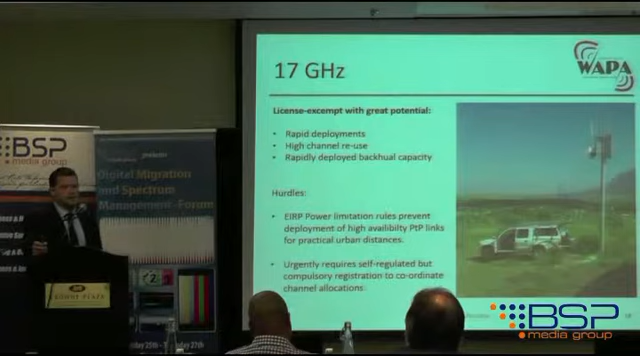 17 GHz
WAPA
License-excempt with great potential:
• Rapid deployments
• High channel re-use
• Rapidly deployed backhual capacity
Hurdles:
• EIRP Power limitation rules prevent
deployment of high availibilty PtP links
for practical urban distances.
• Urgently requires self-regulated but
compulsory registration to co-ordinate
channel allocations
BSP
media group
Digital Migration
and Spectrum
Management Forum
BSP
media group